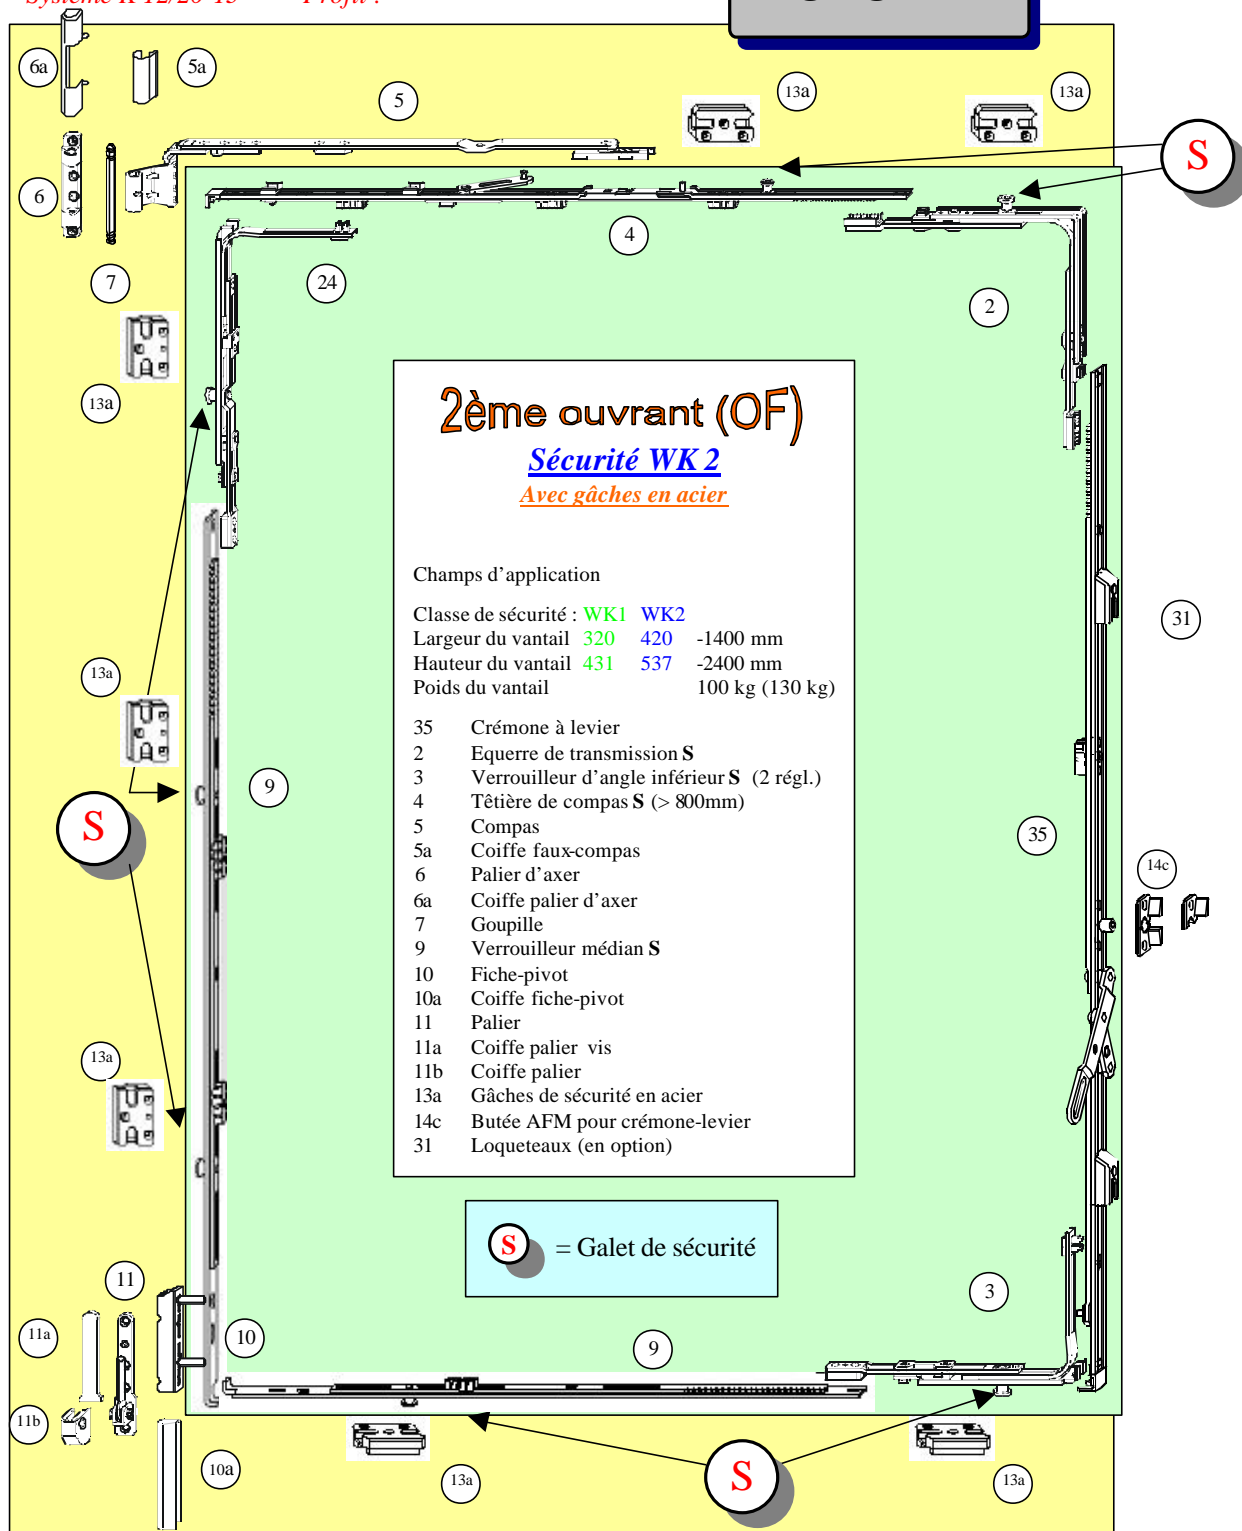 Système K 12/20-13 Profil :
6a
5a
5
13a
13a
S
6
4
7
24
2
13a
2ème ouvrant (OF)
Sécurité WK 2
Avec gâches en acier
Champs d'application
Classe de sécurité : WK1 WK2
Largeur du vantail 320 420 -1400 mm
Hauteur du vantail 431 537 -2400 mm
Poids du vantail 100 kg (130 kg)
35 Crémone à levier
2 Equerre de transmission S
3 Verrouilleur d'angle inférieur S (2 régl.)
4 Têtière de compas S (> 800mm)
5 Compas
5a Coiffe faux-compas
6 Palier d'axer
6a Coiffe palier d'axer
7 Goupille
9 Verrouilleur médian S
10 Fiche-pivot
10a Coiffe fiche-pivot
11 Palier
11a Coiffe palier vis
11b Coiffe palier
13a Gâches de sécurité en acier
14c Butée AFM pour crémone-levier
31 Loqueteaux (en option)
31
13a
9
S
35
14c
13a
S = Galet de sécurité
11
3
11a
10
9
11b
10a
13a
S
13a